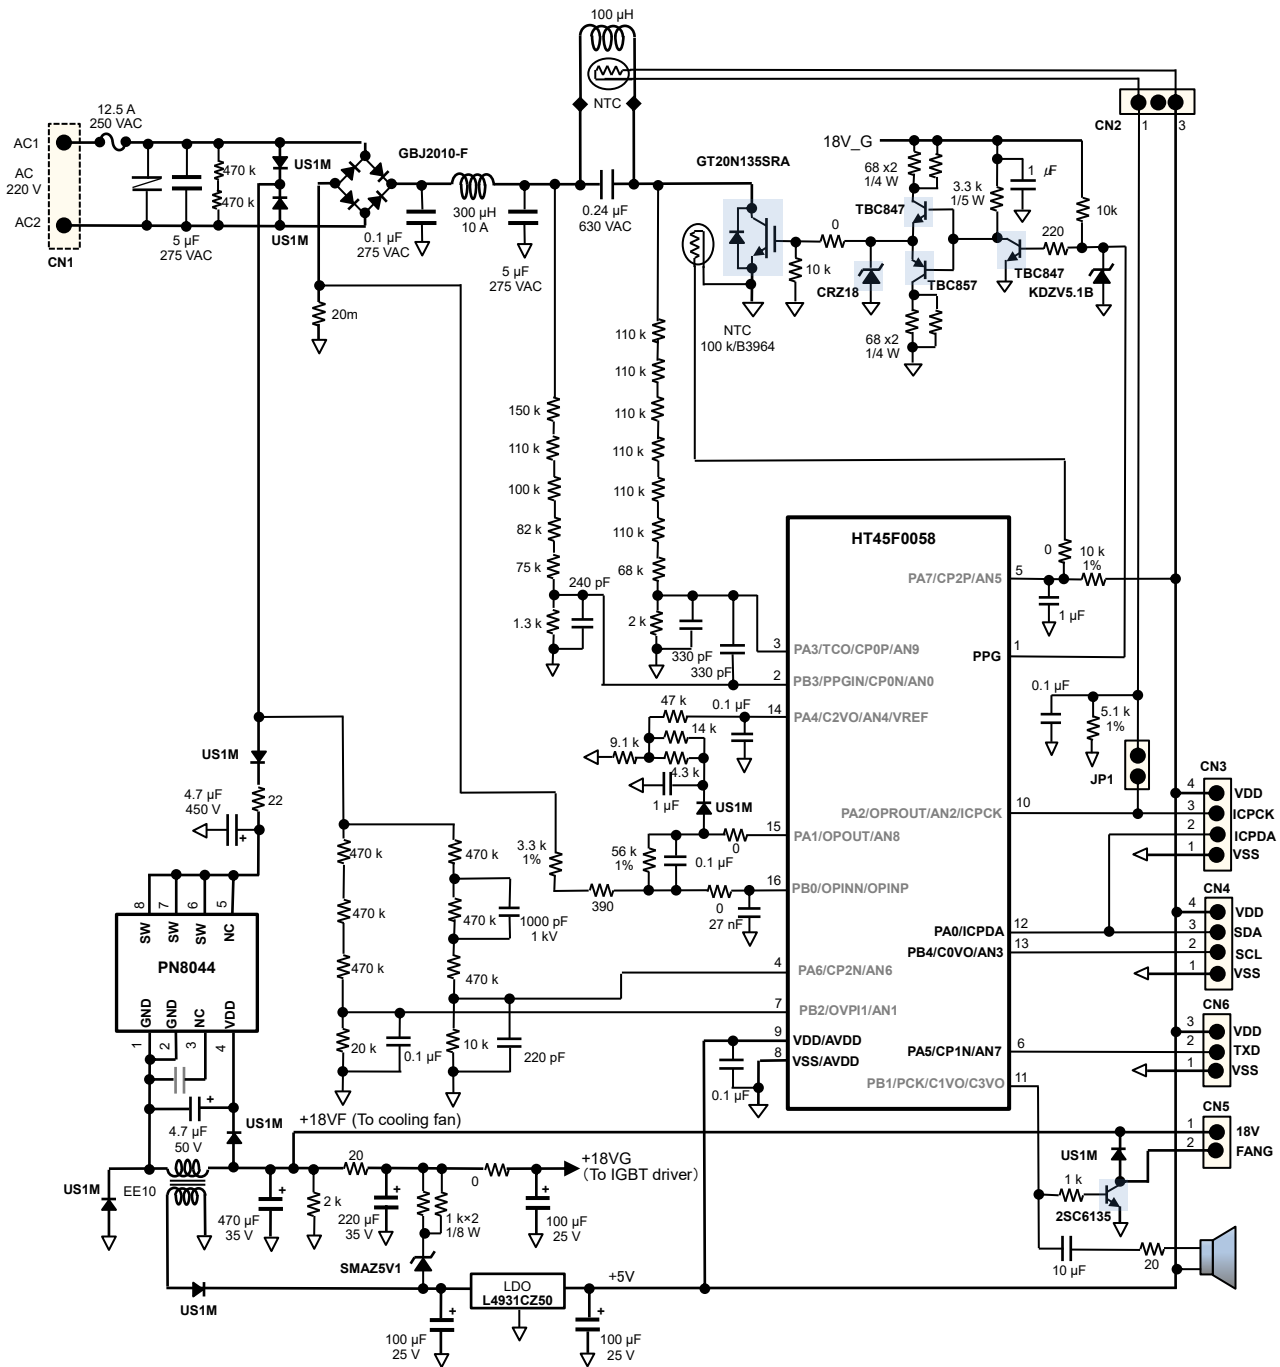 100 µH
NTC
12.5 A
250 VAC
AC1
AC
220 V
AC2
CN1
5 µF
275 VAC
470 k
470 k
US1M
US1M
GBJ2010-F
0.1 µF
275 VAC
300 µH
10 A
5 µF
275 VAC
0.24 µF
630 VAC
20m
GT20N135SRA
NTC
100 k/B3964
10 k
0
CRZ18
18V_G
68 x2
1/4 W
TBC847
TBC857
68 x2
1/4 W
3.3 k
1/5 W
1 µF
TBC847
220
10k
KDZV5.1B
CN2
1
3
150 k
110 k
100 k
82 k
75 k
1.3 k
240 pF
110 k
110 k
110 k
110 k
110 k
110 k
68 k
2 k
330 pF
330 pF
HT45F0058
PA7/CP2P/AN5
5
PPG
1
3
PA3/TCO/CP0P/AN9
2
PB3/PPGIN/CP0N/AN0
14
PA4/C2VO/AN4/VREF
PA2/OPROUT/AN2/ICPCK
10
15
PA1/OPOUT/AN8
16
PB0/OPINN/OPINP
PA0/ICPDA
12
PB4/C0VO/AN3
13
4
PA6/CP2N/AN6
7
PB2/OVPI1/AN1
9
VDD/AVDD
8
VSS/AVDD
PA5/CP1N/AN7
6
PB1/PCK/C1VO/C3VO
11
0
10 k
1%
1 µF
0.1 µF
5.1 k
1%
JP1
47 k
0.1 µF
14 k
9.1 k
4.3 k
1 µF
US1M
0
56 k
1%
0.1 µF
3.3 k
1%
390
0
27 nF
US1M
22
4.7 µF
450 V
+
470 k
470 k
470 k
20 k
0.1 µF
470 k
470 k
1000 pF
1 kV
470 k
10 k
220 pF
0.1 µF
8
7
6
5
SW
SW
SW
NC
PN8044
GND
GND
NC
VDD
1
2
3
4
4.7 µF
50 V
+
US1M
US1M
EE10
+18VF (To cooling fan)
470 µF
35 V
+
2 k
20
220 µF
35 V
+
1 k×2
1/8 W
0
+18VG
(To IGBT driver)
100 µF
25 V
+
SMAZ5V1
US1M
100 µF
25 V
+
LDO
L4931CZ50
+5V
100 µF
25 V
+
CN3
4
VDD
3
ICPCK
2
ICPDA
1
VSS
CN4
4
VDD
3
SDA
2
SCL
1
VSS
CN6
3
VDD
2
TXD
1
VSS
CN5
1
18V
2
FANG
US1M
1 k
2SC6135
10 µF
20